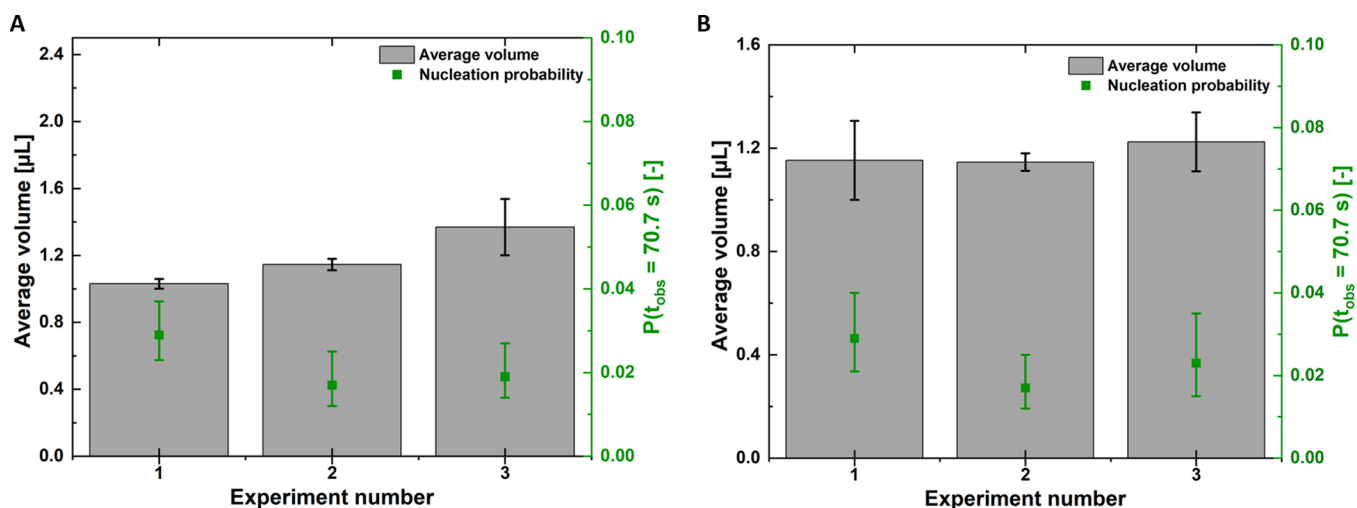 A
Average volume [µL]
2.4
2.0
1.6
1.2
0.8
0.4
0.0
Average volume
Nucleation probability
0.10
0.08
0.06
0.04
0.02
0.00
P(tobs = 70.7 s) [-]
1 2 3
Experiment number
B
Average volume [µL]
1.6
1.2
0.8
0.4
0.0
Average volume
Nucleation probability
0.10
0.08
0.06
0.04
0.02
0.00
P(tobs = 70.7 s) [-]
1 2 3
Experiment number